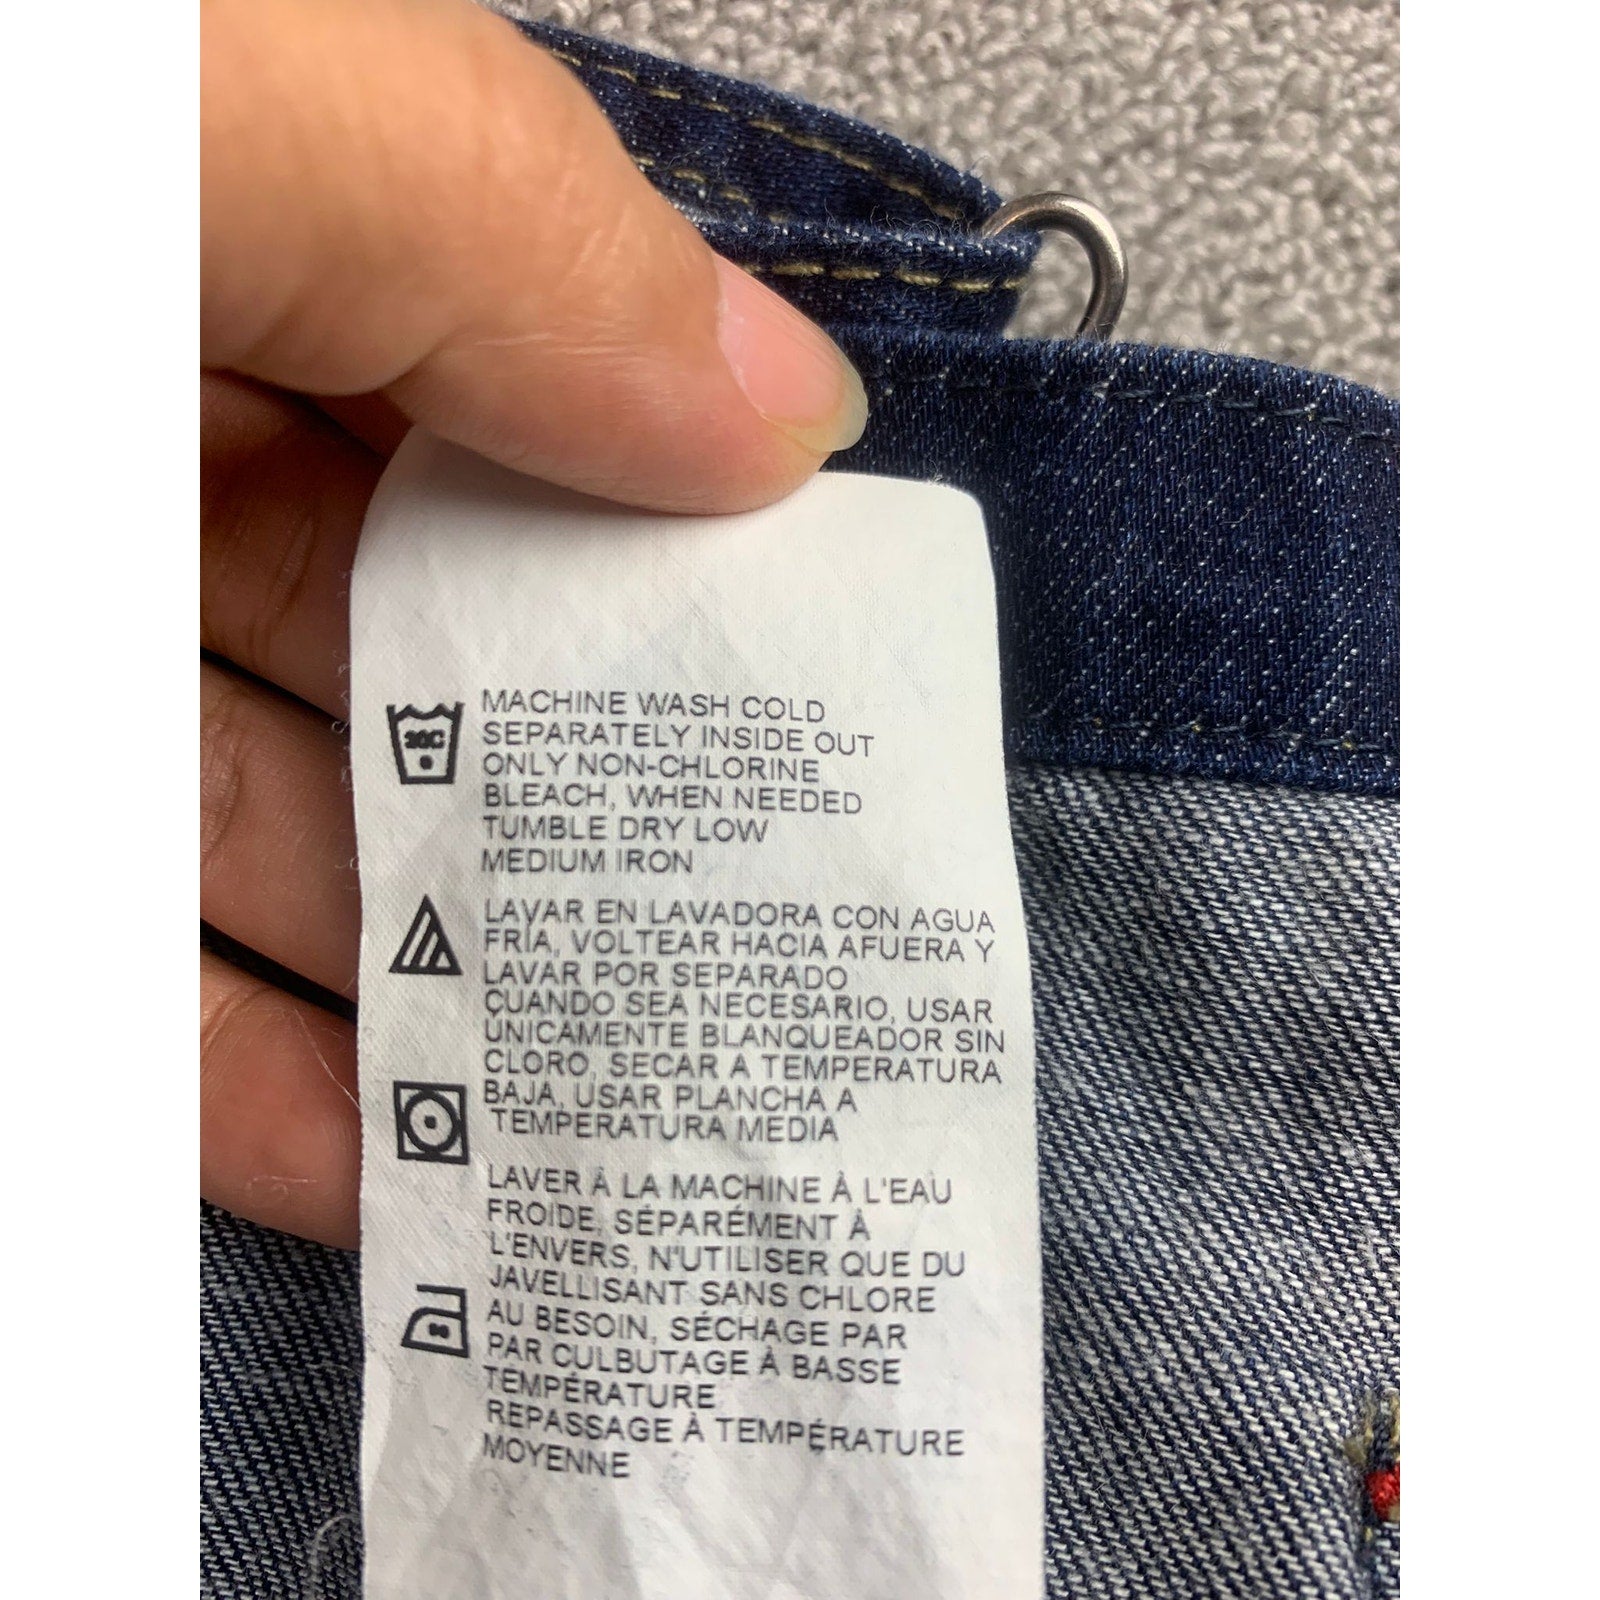 30C
MACHINE WASH COLD
SEPARATELY INSIDE OUT
ONLY NON-CHLORINE
BLEACH, WHEN NEEDED
TUMBLE DRY LOW
MEDIUM IRON
LAVAR EN LAVADORA CON AGUA
FRÍA, VOLTEAR HACIA AFUERA Y
LAVAR POR SEPARADO
CUANDO SEA NECESARIO, USAR
ÚNICAMENTE BLANQUEADOR SIN
CLORO, SECAR A TEMPERATURA
BAJA, USAR PLANCHA A
TEMPERATURA MEDIA
LAVER À LA MACHINE À L'EAU
FROIDE, SÉPARÉMENT À
L'ENVERS, N'UTILISER QUE DU
JAVELLISANT SANS CHLORE
AU BESOIN, SÉCHAGE PAR
PAR CULBUTAGE À BASSE
TEMPÉRATURE
REPASSAGE À TEMPÉRATURE
MOYENNE